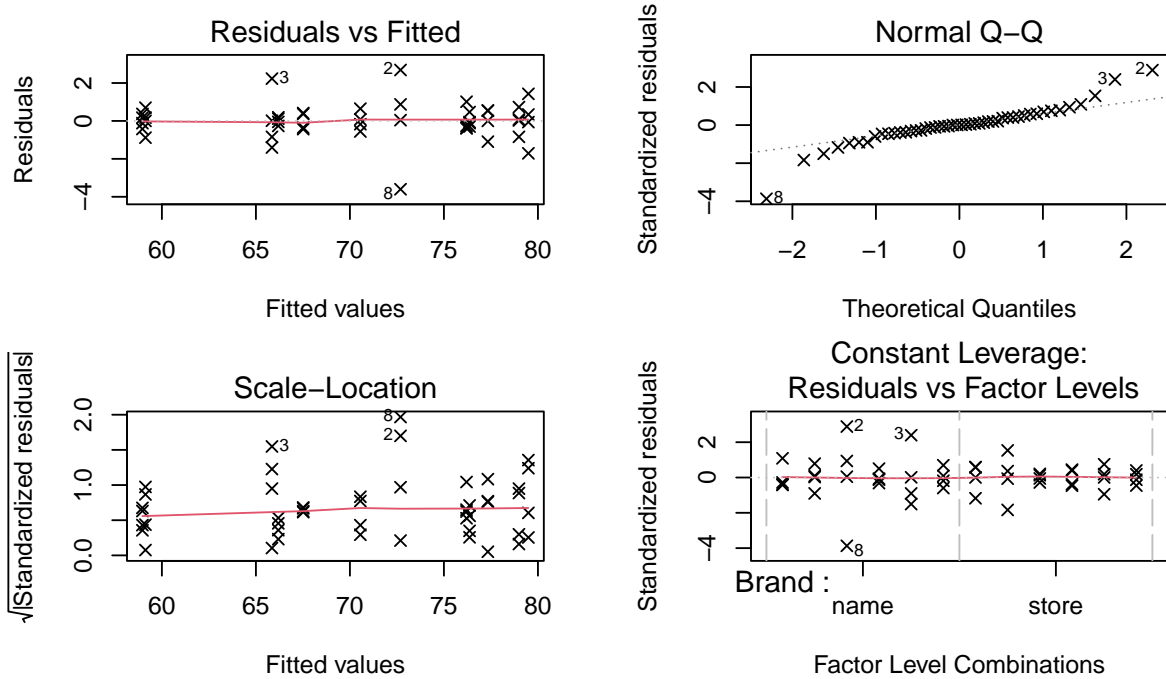 Residuals vs Fitted
Residuals
2
0
−4
3
2
8
60
65
70
75
80
Fitted values
Normal Q−Q
Standardized residuals
2
0
−4
2
3
8
−2
−1
0
1
2
Theoretical Quantiles
Scale−Location
√|Standardized residuals|
2.0
1.0
0.0
3
8
2
60
65
70
75
80
Fitted values
Constant Leverage:
Residuals vs Factor Levels
Standardized residuals
2
0
−4
2
3
8
Brand :
name
store
Factor Level Combinations